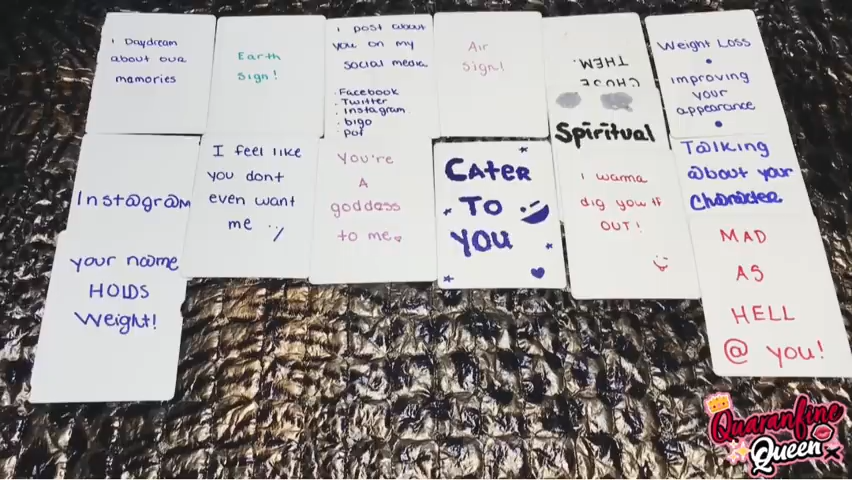 I Daydream
about our
memories
Earth
Sign!
I post about
you on my
social media
· Facebook
· Twitter
· Instagram
· bigo
· Pof
Air
sign!
THEM.
CHOSE
Spiritual
Weight Loss
•
improving
your
appearance
•
Instagram
I feel like
you dont
even want
me :/
You're
A
goddess
to me
CATER
TO
YOU
I wanna
dig you
OUT!
Talking
about your
Character
your name
HOLDS
Weight!
MAD
AS
HELL
@ you!
Quarantine
Queen